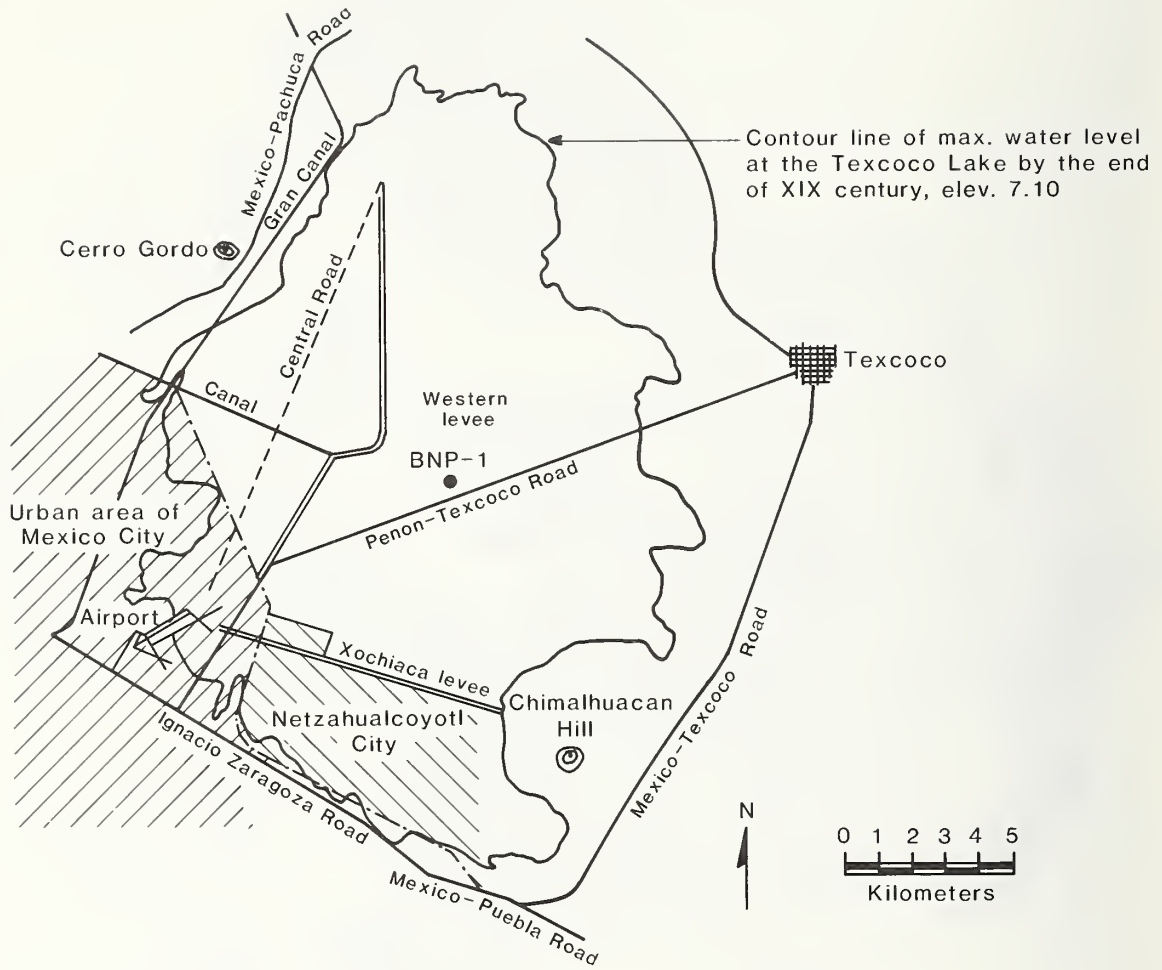 Mexico-Pachuca Road
Gran Canal
Contour line of max. water level
at the Texcoco Lake by the end
of XIX century, elev. 7.10
Cerro Gordo
Central Road
Texcoco
Canal
Western
levee
BNP-1
Penon-Texcoco Road
Urban area of
Mexico City
Airport
Xochiaca levee
Netzahualcoyotl
City
Chimalhuacan
Hill
Mexico-Texcoco Road
Ignacio Zaragoza Road
Mexico-Puebla Road
N
0 1 2 3 4 5
Kilometers